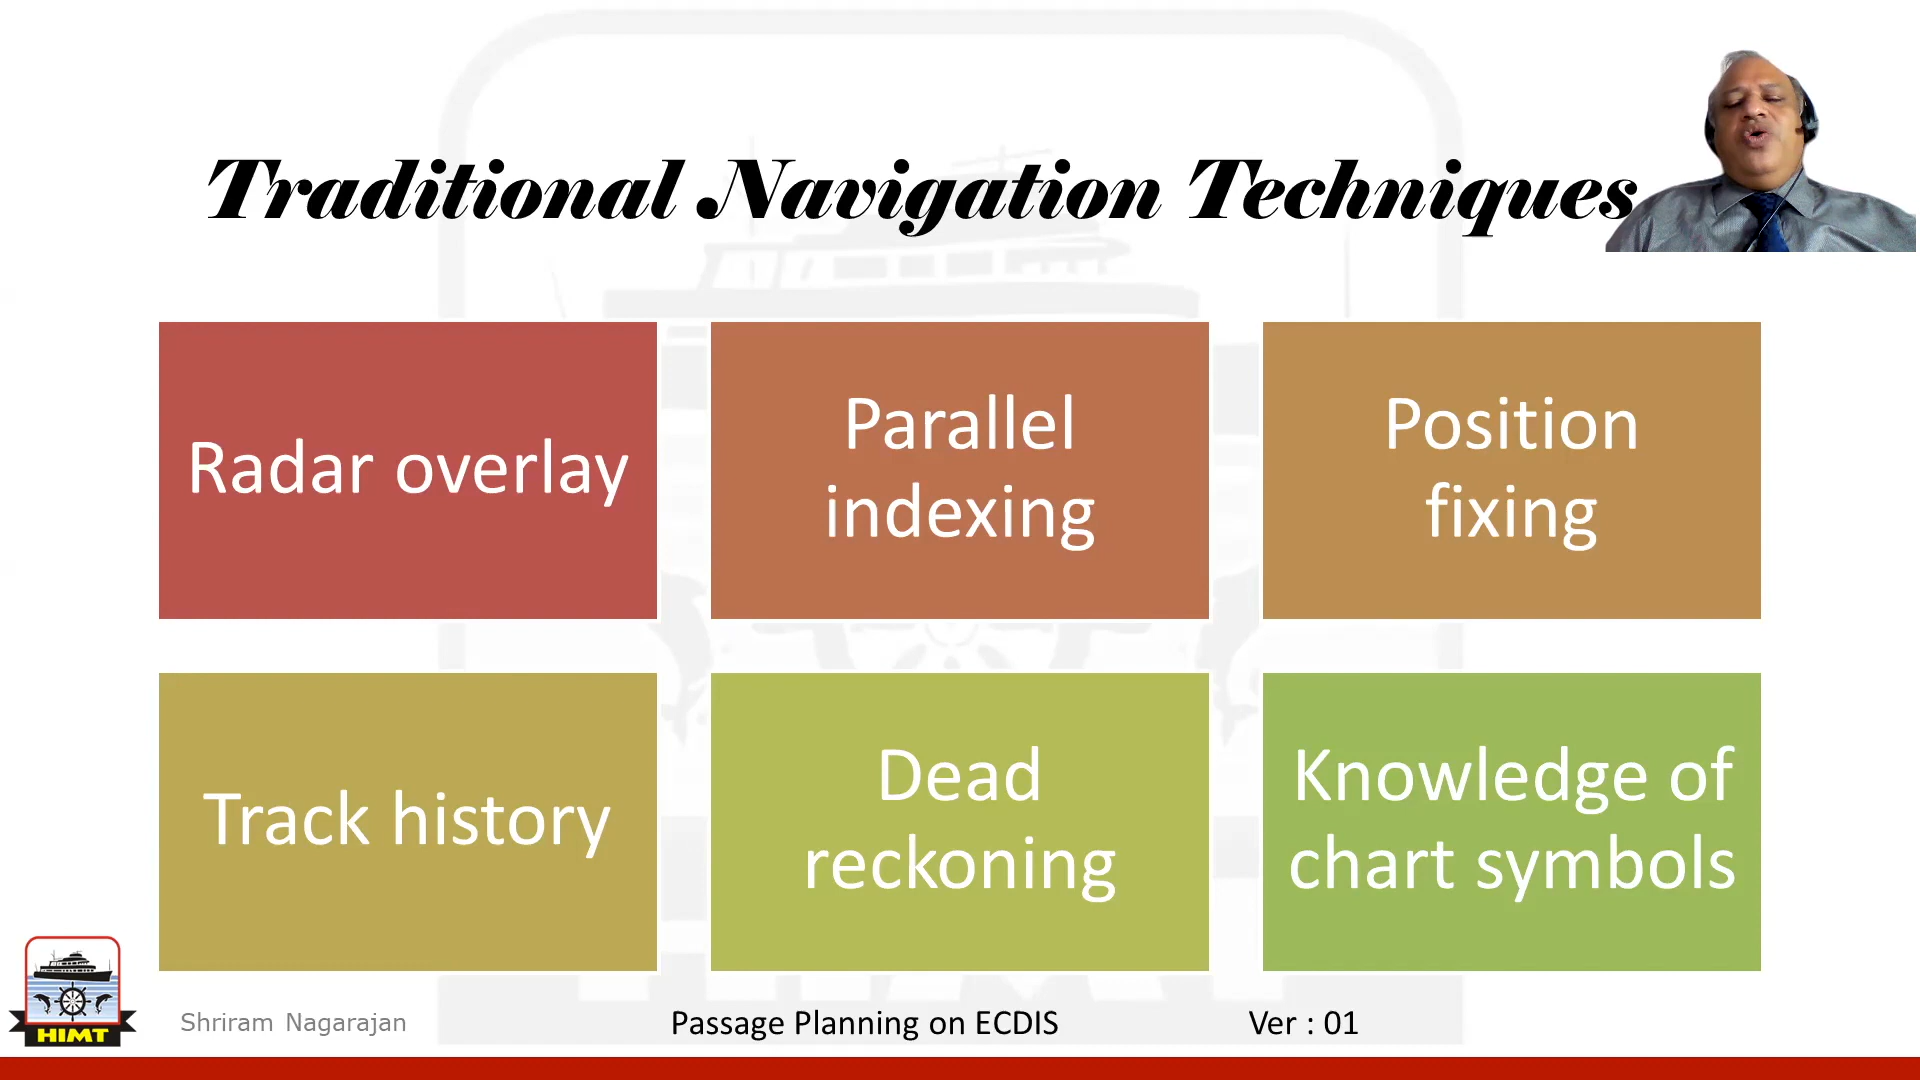 Traditional Navigation Techniques
Radar overlay
Parallel
indexing
Position
fixing
Track history
Dead
reckoning
Knowledge of
chart symbols
HIMT
Shriram Nagarajan
Passage Planning on ECDIS
Ver : 01